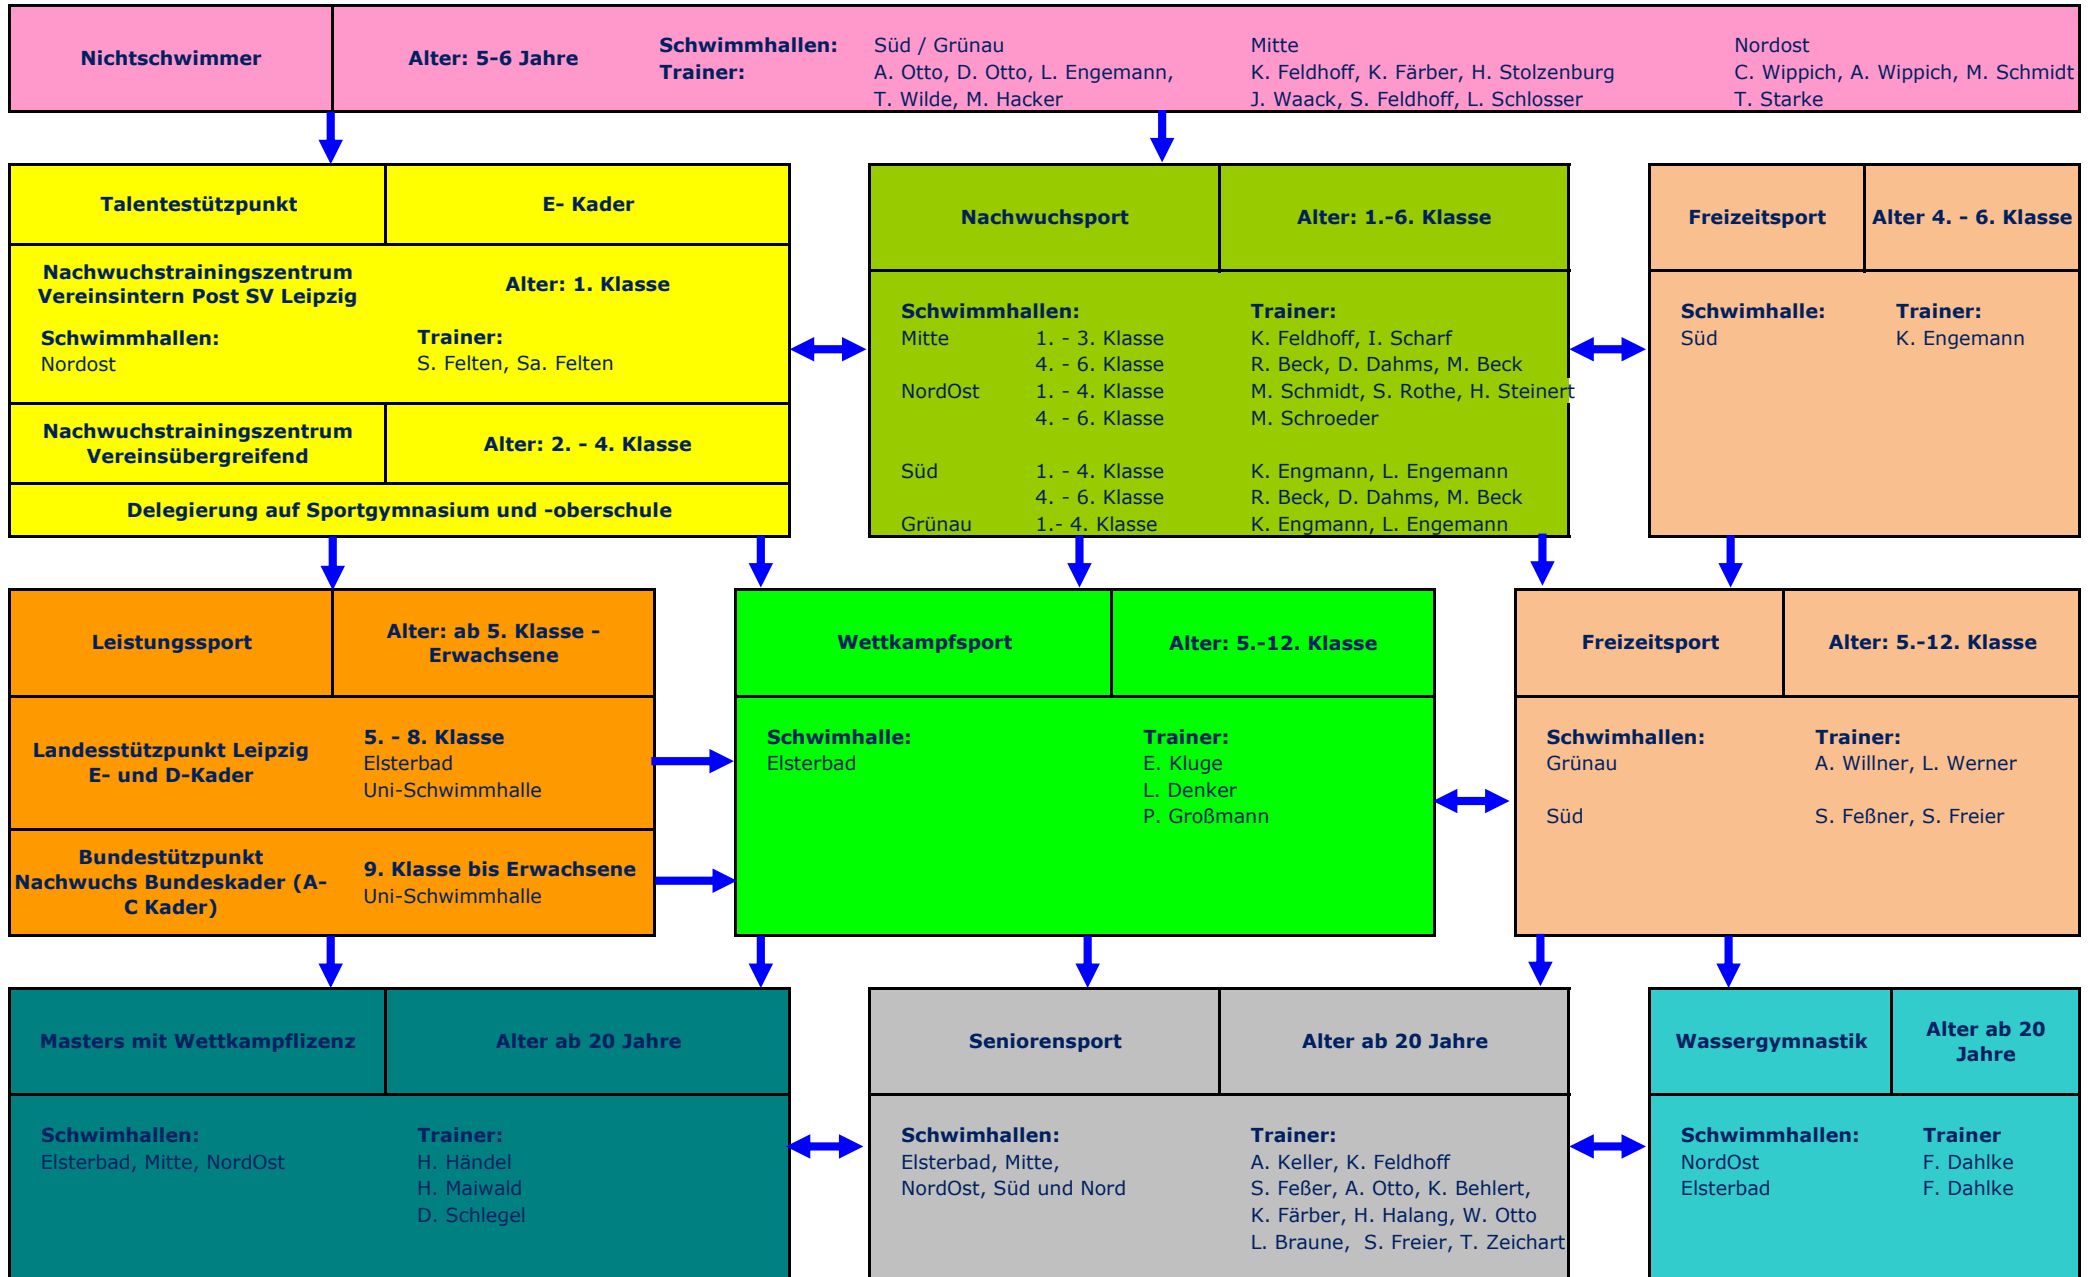 Nichtschwimmer
Alter: 5-6 Jahre
Schwimmhallen: Süd / Grünau Mitte Nordost
Trainer: A. Otto, D. Otto, L. Engemann, K. Feldhoff, K. Färber, H. Stolzenburg C. Wippich, A. Wippich, M. Schmidt
T. Wilde, M. Hacker J. Waack, S. Feldhoff, L. Schlosser T. Starke
Talentestützpunkt E- Kader
Nachwuchstrainingszentrum
Vereinsintern Post SV Leipzig
Alter: 1. Klasse
Schwimmhallen: Trainer:
Nordost S. Felten, Sa. Felten
Nachwuchstrainingszentrum
Vereinsübergreifend
Alter: 2. - 4. Klasse
Delegierung auf Sportgymnasium und -oberschule
Nachwuchsport Alter: 1.-6. Klasse
Schwimmhallen: Trainer:
Mitte 1. - 3. Klasse K. Feldhoff, I. Scharf
4. - 6. Klasse R. Beck, D. Dahms, M. Beck
NordOst 1. - 4. Klasse M. Schmidt, S. Rothe, H. Steinert
4. - 6. Klasse M. Schroeder
Süd 1. - 4. Klasse K. Engmann, L. Engemann
4. - 6. Klasse R. Beck, D. Dahms, M. Beck
Grünau 1.- 4. Klasse K. Engmann, L. Engemann
Freizeitsport Alter 4. - 6. Klasse
Schwimhalle: Trainer:
Süd K. Engemann
Leistungssport
Alter: ab 5. Klasse -
Erwachsene
Landesstützpunkt Leipzig
E- und D-Kader
5. - 8. Klasse
Elsterbad
Uni-Schwimmhalle
Bundestützpunkt
Nachwuchs Bundeskader (A-
C Kader)
9. Klasse bis Erwachsene
Uni-Schwimmhalle
Wettkampfsport Alter: 5.-12. Klasse
Schwimhalle: Trainer:
Elsterbad E. Kluge
L. Denker
P. Großmann
Freizeitsport Alter: 5.-12. Klasse
Schwimhallen: Trainer:
Grünau A. Willner, L. Werner
Süd S. Feßner, S. Freier
Masters mit Wettkampflizenz Alter ab 20 Jahre
Schwimhallen: Trainer:
Elsterbad, Mitte, NordOst H. Händel
H. Maiwald
D. Schlegel
Seniorensport Alter ab 20 Jahre
Schwimhallen: Trainer:
Elsterbad, Mitte, A. Keller, K. Feldhoff
NordOst, Süd und Nord S. Feßer, A. Otto, K. Behlert,
K. Färber, H. Halang, W. Otto
L. Braune, S. Freier, T. Zeichart
Wassergymnastik
Alter ab 20
Jahre
Schwimmhallen: Trainer
NordOst F. Dahlke
Elsterbad F. Dahlke